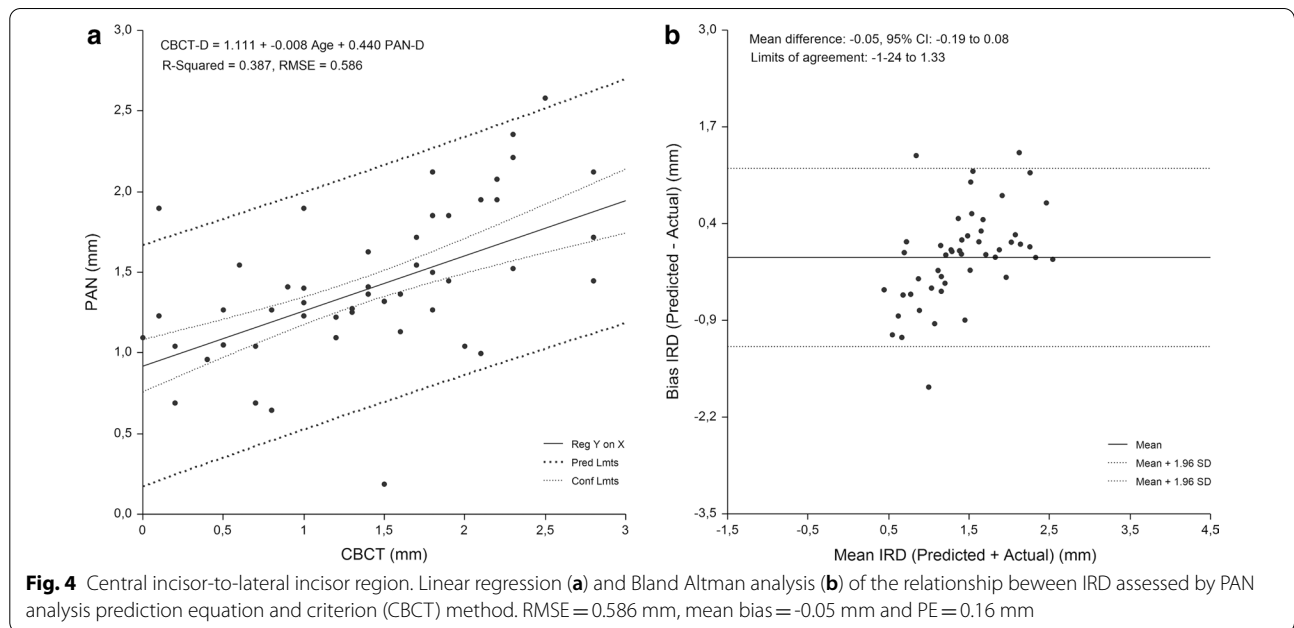 a
CBCT-D = 1.111 + -0.008 Age + 0.440 PAN-D
R-Squared = 0.387, RMSE = 0.586
3,0
2,5
2,0
1,5
1,0
0,5
0,0
PAN (mm)
0
0,5
1
1,5
2
2,5
3
CBCT (mm)
Reg Y on X
Pred Lmts
Conf Lmts
b
Mean difference: -0.05, 95% CI: -0.19 to 0.08
Limits of agreement: -1-24 to 1.33
3,0
1,7
0,4
-0,9
-2,2
-3,5
Bias IRD (Predicted - Actual) (mm)
-1,5
-0,5
0,5
1,5
2,5
3,5
4,5
Mean IRD (Predicted + Actual) (mm)
Mean
Mean + 1.96 SD
Mean + 1.96 SD
Fig. 4 Central incisor-to-lateral incisor region. Linear regression (a) and Bland Altman analysis (b) of the relationship beween IRD assessed by PAN
analysis prediction equation and criterion (CBCT) method. RMSE = 0.586 mm, mean bias = -0.05 mm and PE = 0.16 mm